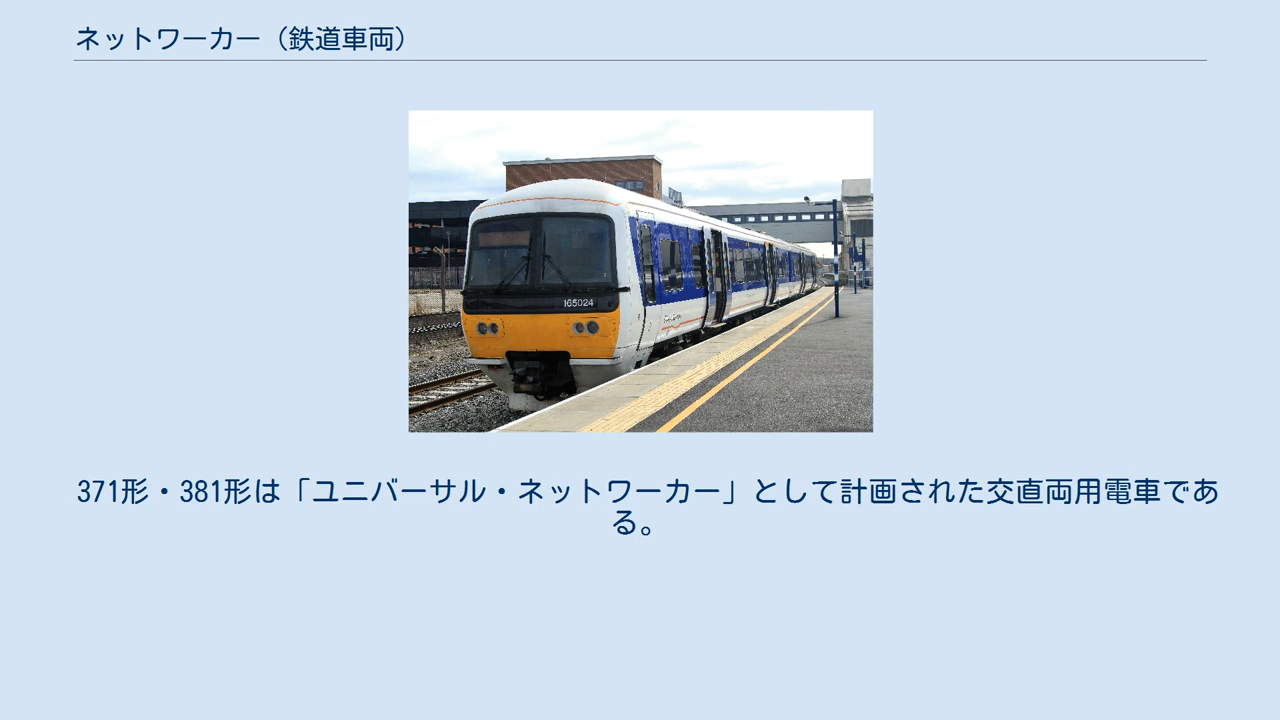 ネットワーカー（鉄道車両）
165024
371形・381形は「ユニバーサル・ネットワーカー」として計画された交直両用電車であ
る。